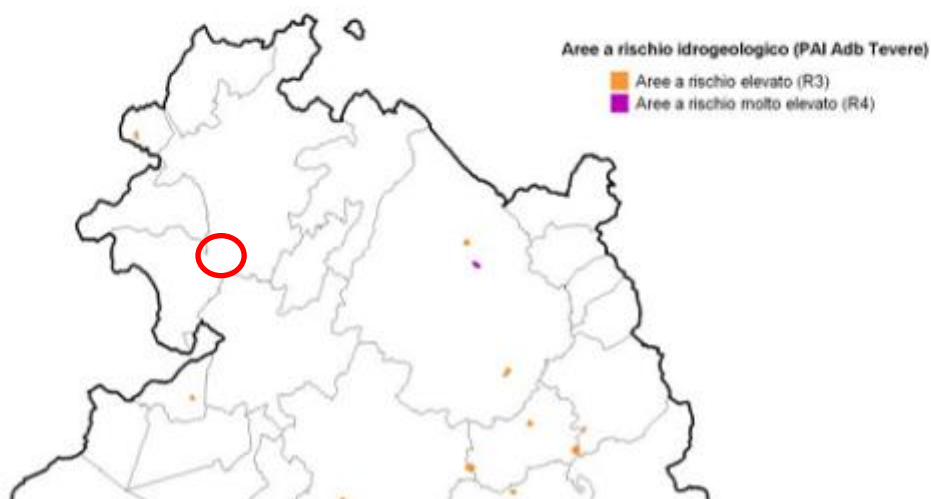 Aree a rischio idrogeologico (PAI Adb Tevere)
Aree a rischio elevato (R3)
Aree a rischio molto elevato (R4)